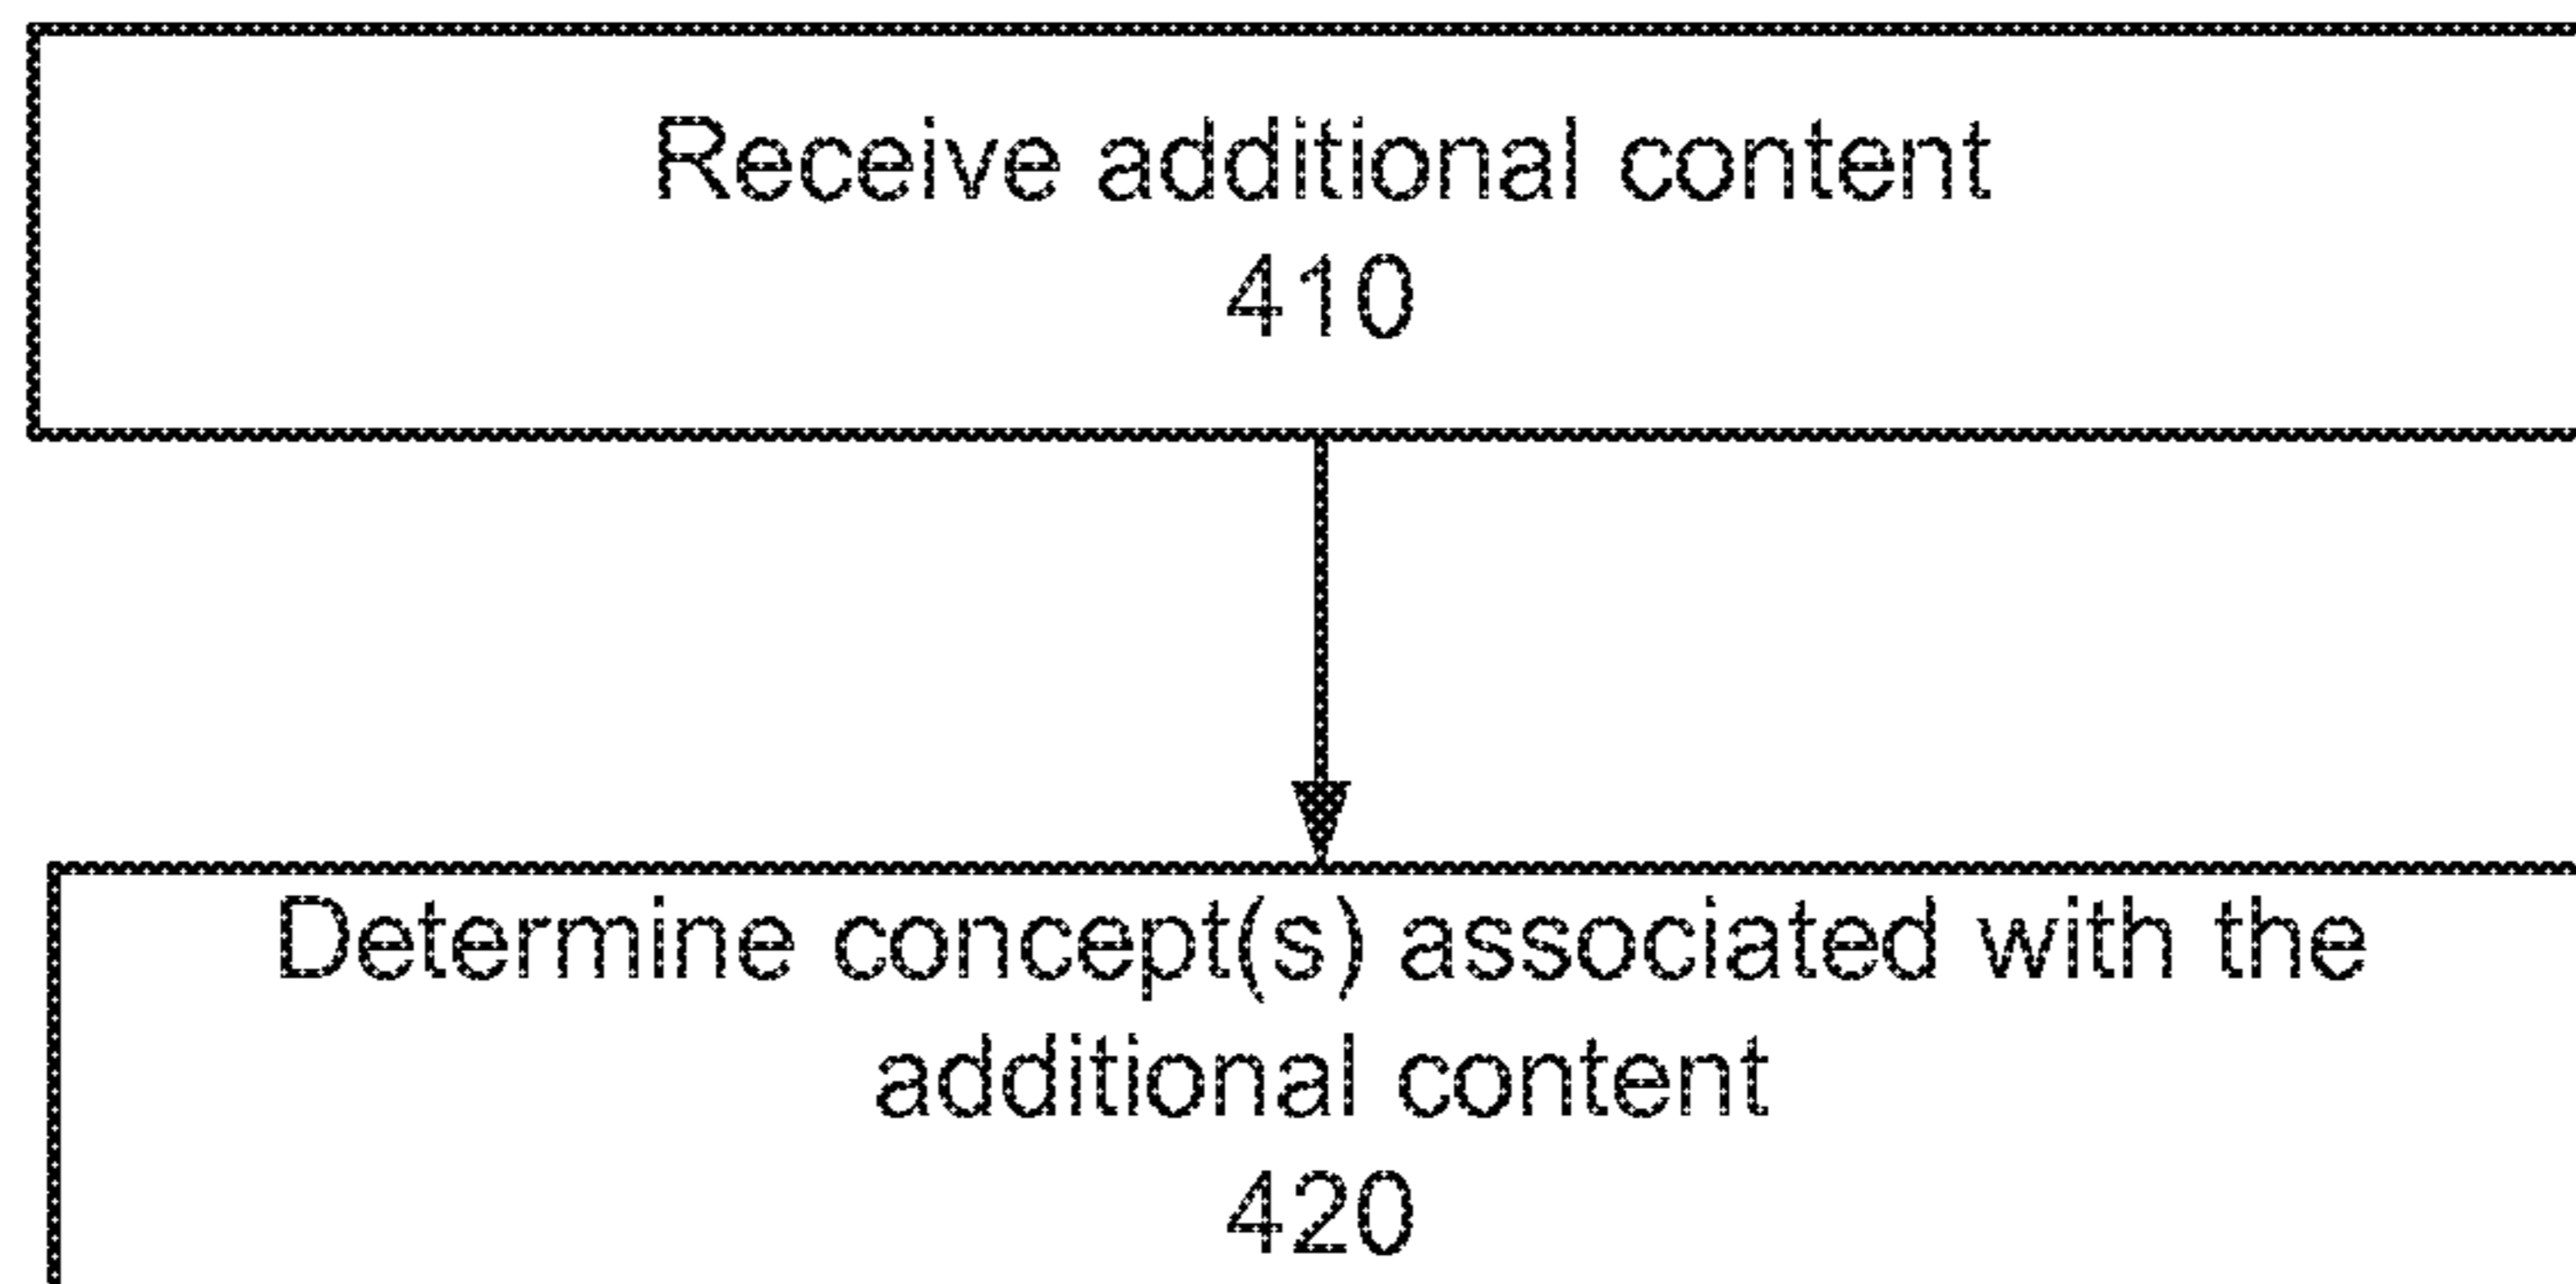 Receive additional content
410
Determine concept(s) associated with the
additional content
420